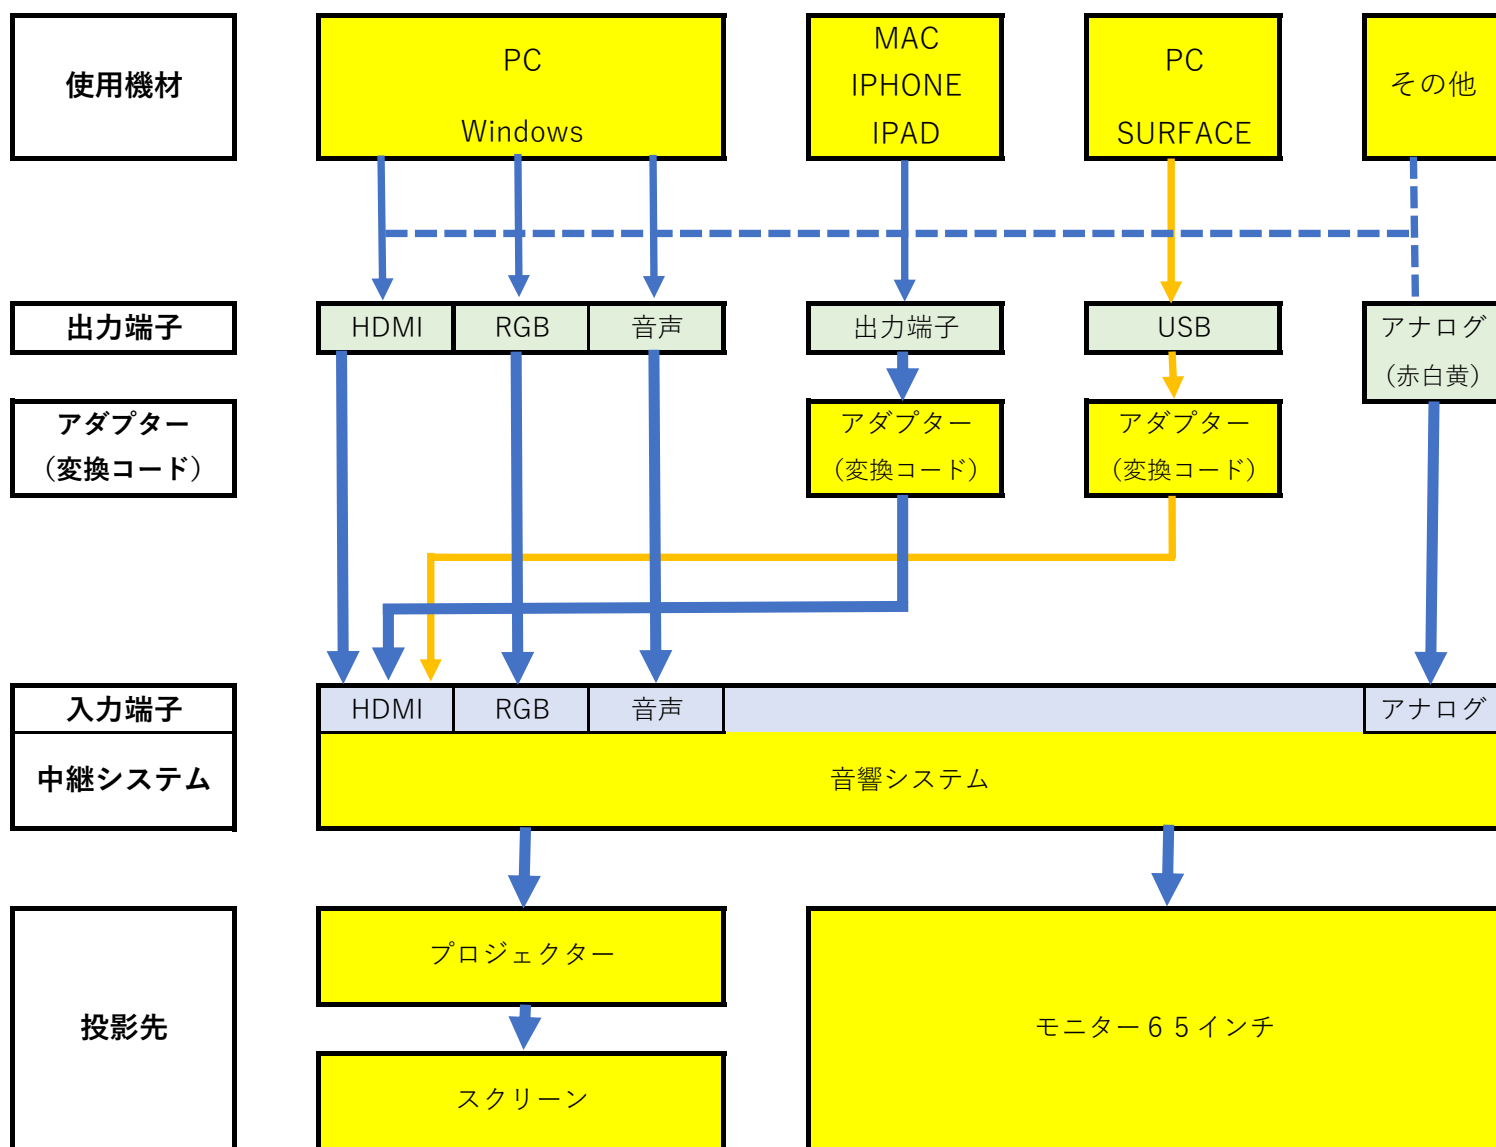 使用機材
PC
Windows
MAC
IPHONE
IPAD
PC
SURFACE
その他
出力端子
HDMI
RGB
音声
出力端子
USB
アナログ
（赤白黄）
アダプター
（変換コード）
アダプター
（変換コード）
アダプター
（変換コード）
入力端子
HDMI
RGB
音声
アナログ
中継システム
音響システム
投影先
プロジェクター
モニター６５インチ
スクリーン